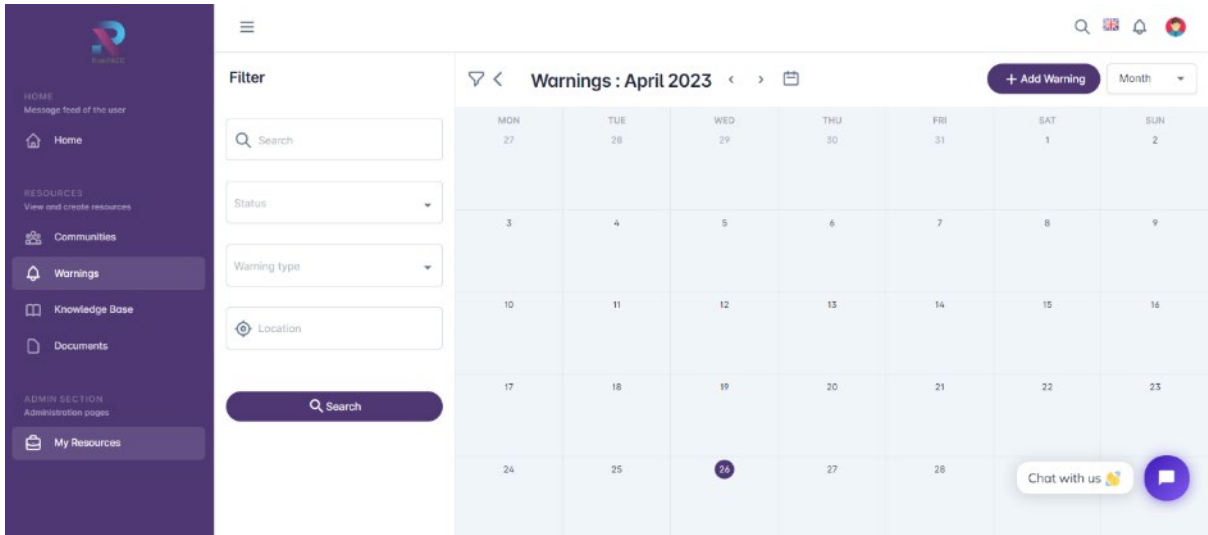 HOME
Message feed of the user
Home
RESOURCES
View and create resources
Communities
Warnings
Knowledge Base
Documents
ADMIN SECTION
Administration pages
My Resources
Filter
Search
Status
Warning type
Location
Search
Warnings : April 2023
+ Add Warning
Month
MON TUE WED THU FRI SAT SUN
27 28 29 30 31 1 2
3 4 5 6 7 8 9
10 11 12 13 14 15 16
17 18 19 20 21 22 23
24 25 26 27 28
Chat with us 👋